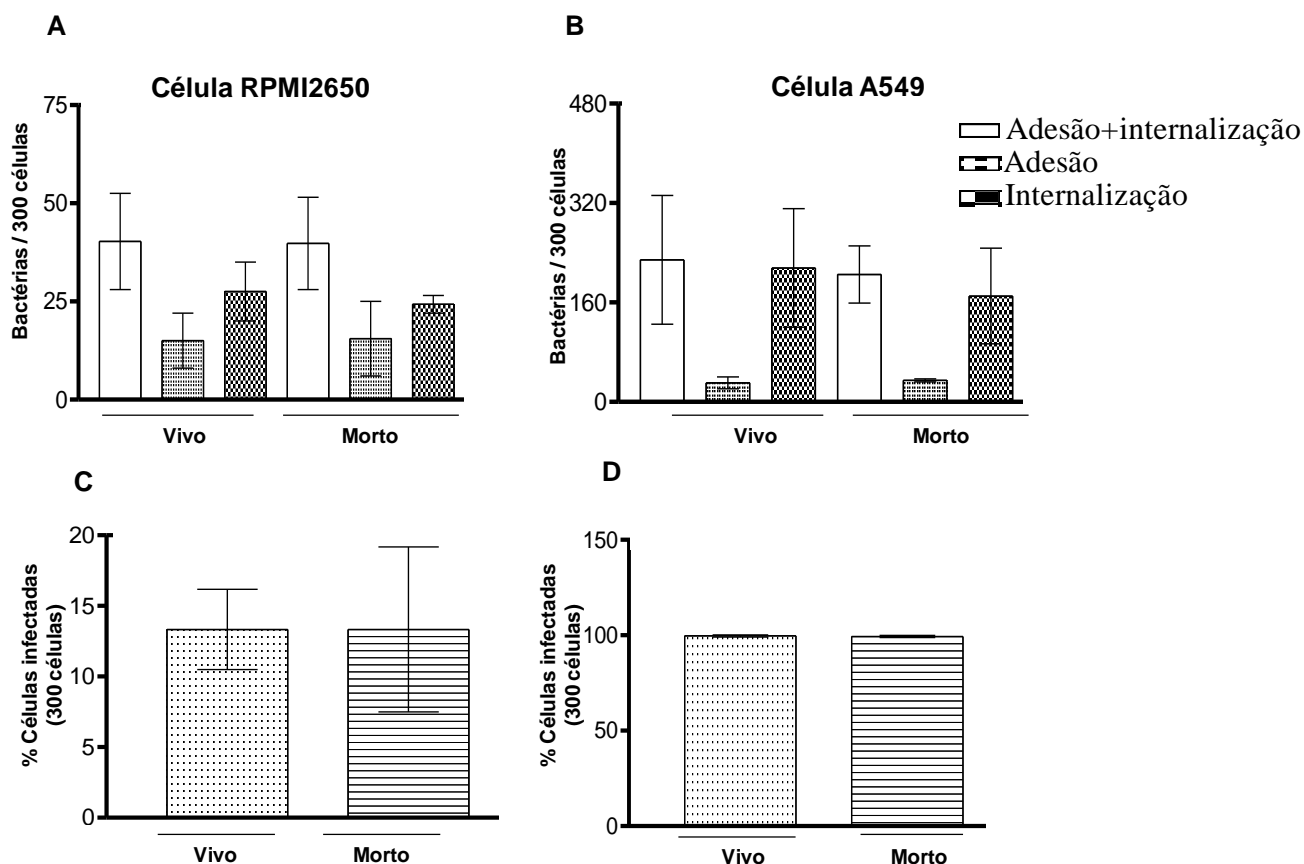 A
Célula RPMI2650
Bactérias / 300 células
75
50
25
0
Vivo
Morto
B
Célula A549
Bactérias / 300 células
480
320
160
0
Vivo
Morto
Adesão+internalização
Adesão
Internalização
C
% Células infectadas
(300 células)
20
15
10
5
0
Vivo
Morto
D
% Células infectadas
(300 células)
150
100
50
0
Vivo
Morto